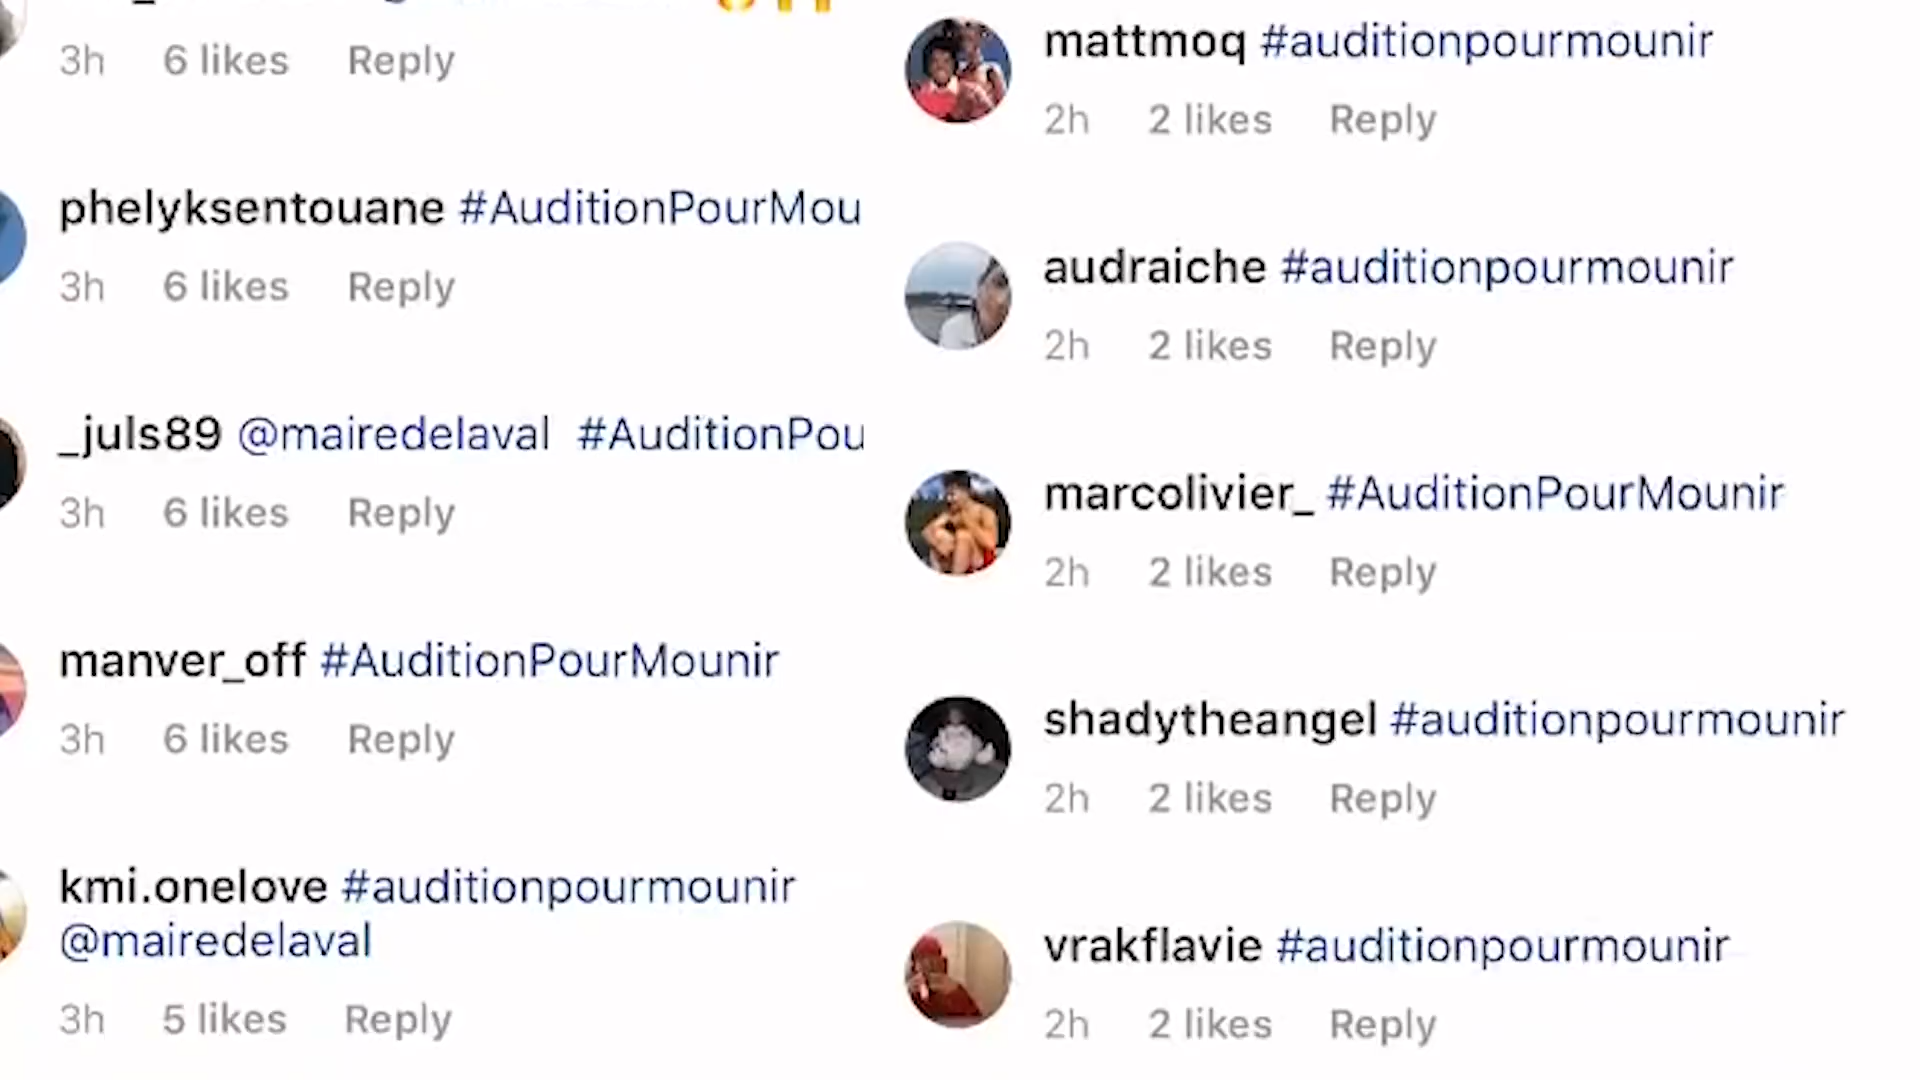 3h 6 likes Reply
phelyksentouane #AuditionPourMou
3h 6 likes Reply
_juls89 @mairedelaval #AuditionPou
3h 6 likes Reply
manver_off #AuditionPourMounir
3h 6 likes Reply
kmi.onelove #auditionpourmounir
@mairedelaval
3h 5 likes Reply
mattmoq #auditionpourmounir
2h 2 likes Reply
audraiche #auditionpourmounir
2h 2 likes Reply
marcolivier_ #AuditionPourMounir
2h 2 likes Reply
shadytheangel #auditionpourmounir
2h 2 likes Reply
vrakflavie #auditionpourmounir
2h 2 likes Reply